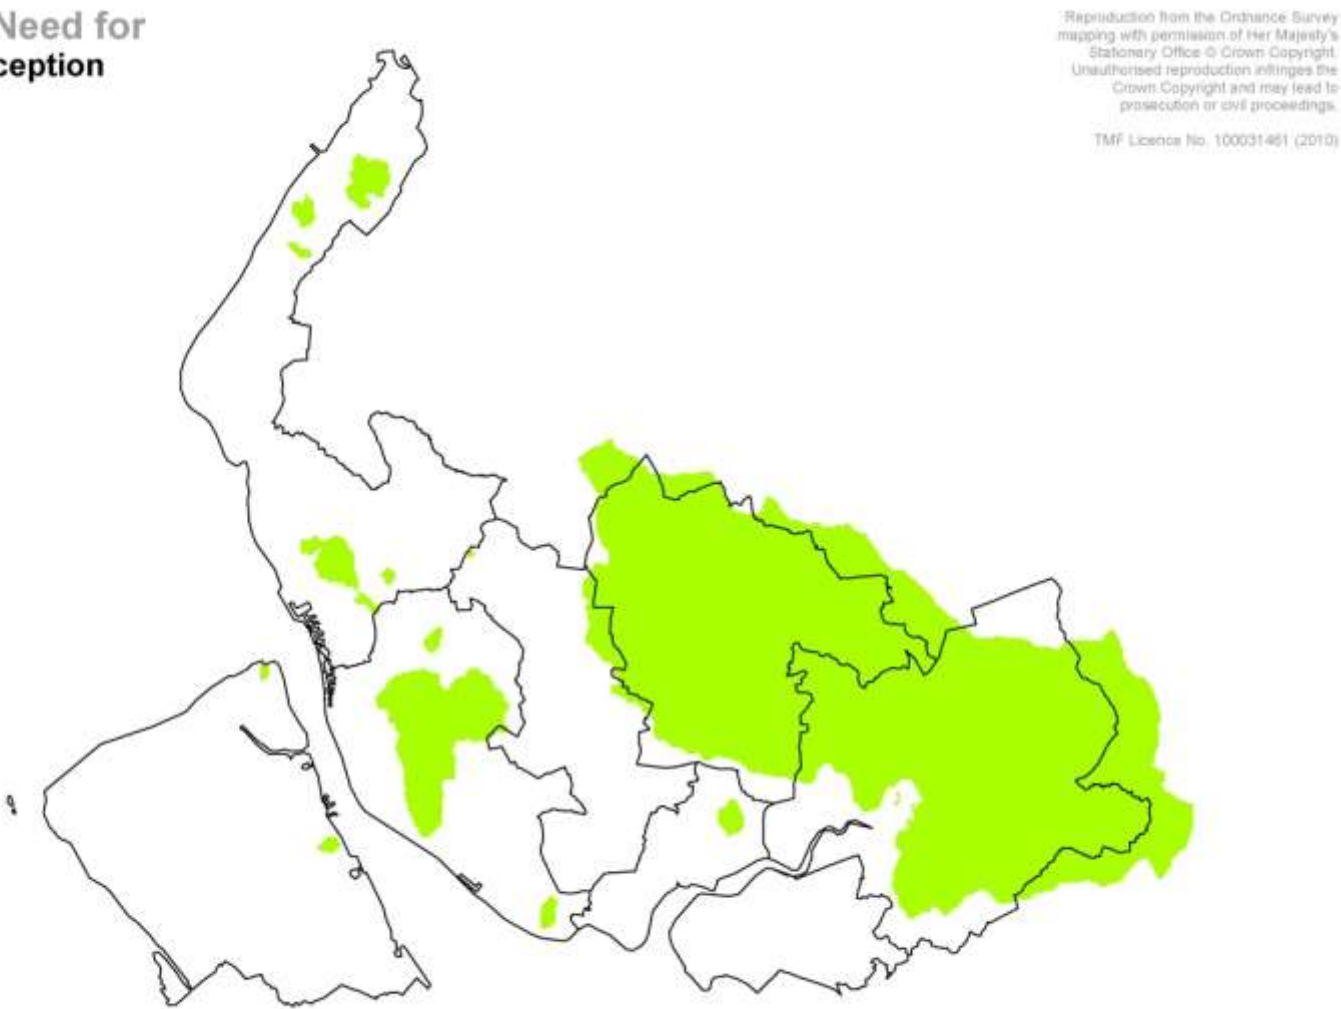 Need for
ception
Reproduction from the Ordnance Survey
mapping with permission of Her Majesty's
Stationery Office © Crown Copyright.
Unauthorised reproduction infringes the
Crown Copyright and may lead to
prosecution or civil proceedings.
TMF Licence No. 100031461 (2010)